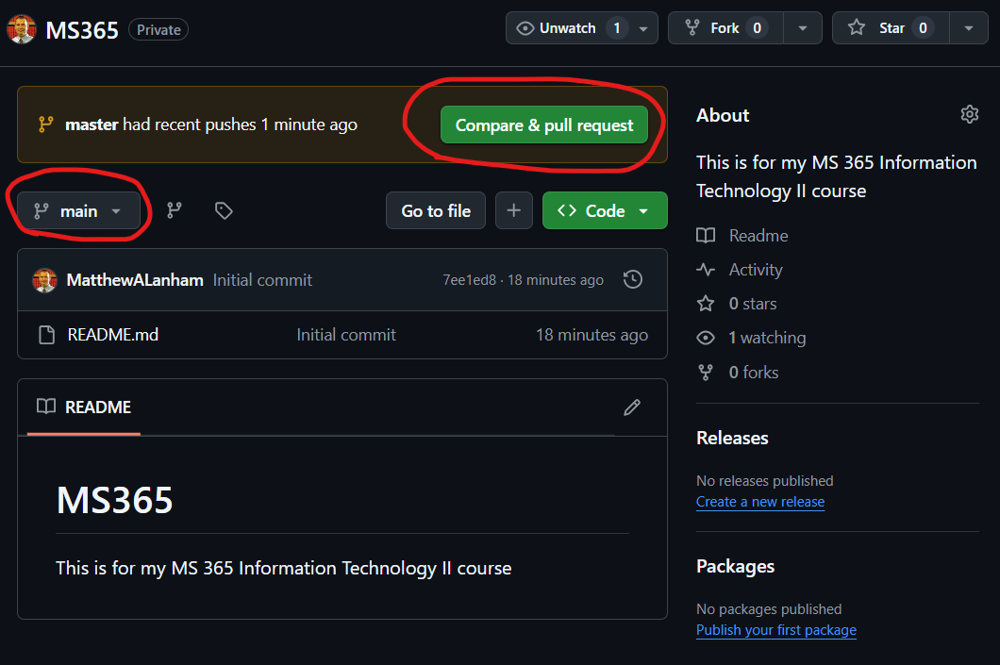 MS365 Private Unwatch 1 Fork 0 Star 0
master had recent pushes 1 minute ago Compare & pull request
main Go to file Code
MatthewALanham Initial commit 7ee1ed8 · 18 minutes ago
README.md Initial commit 18 minutes ago
README
MS365
This is for my MS 365 Information Technology II course
About
This is for my MS 365 Information
Technology II course
Readme
Activity
0 stars
1 watching
0 forks
Releases
No releases published
Create a new release
Packages
No packages published
Publish your first package